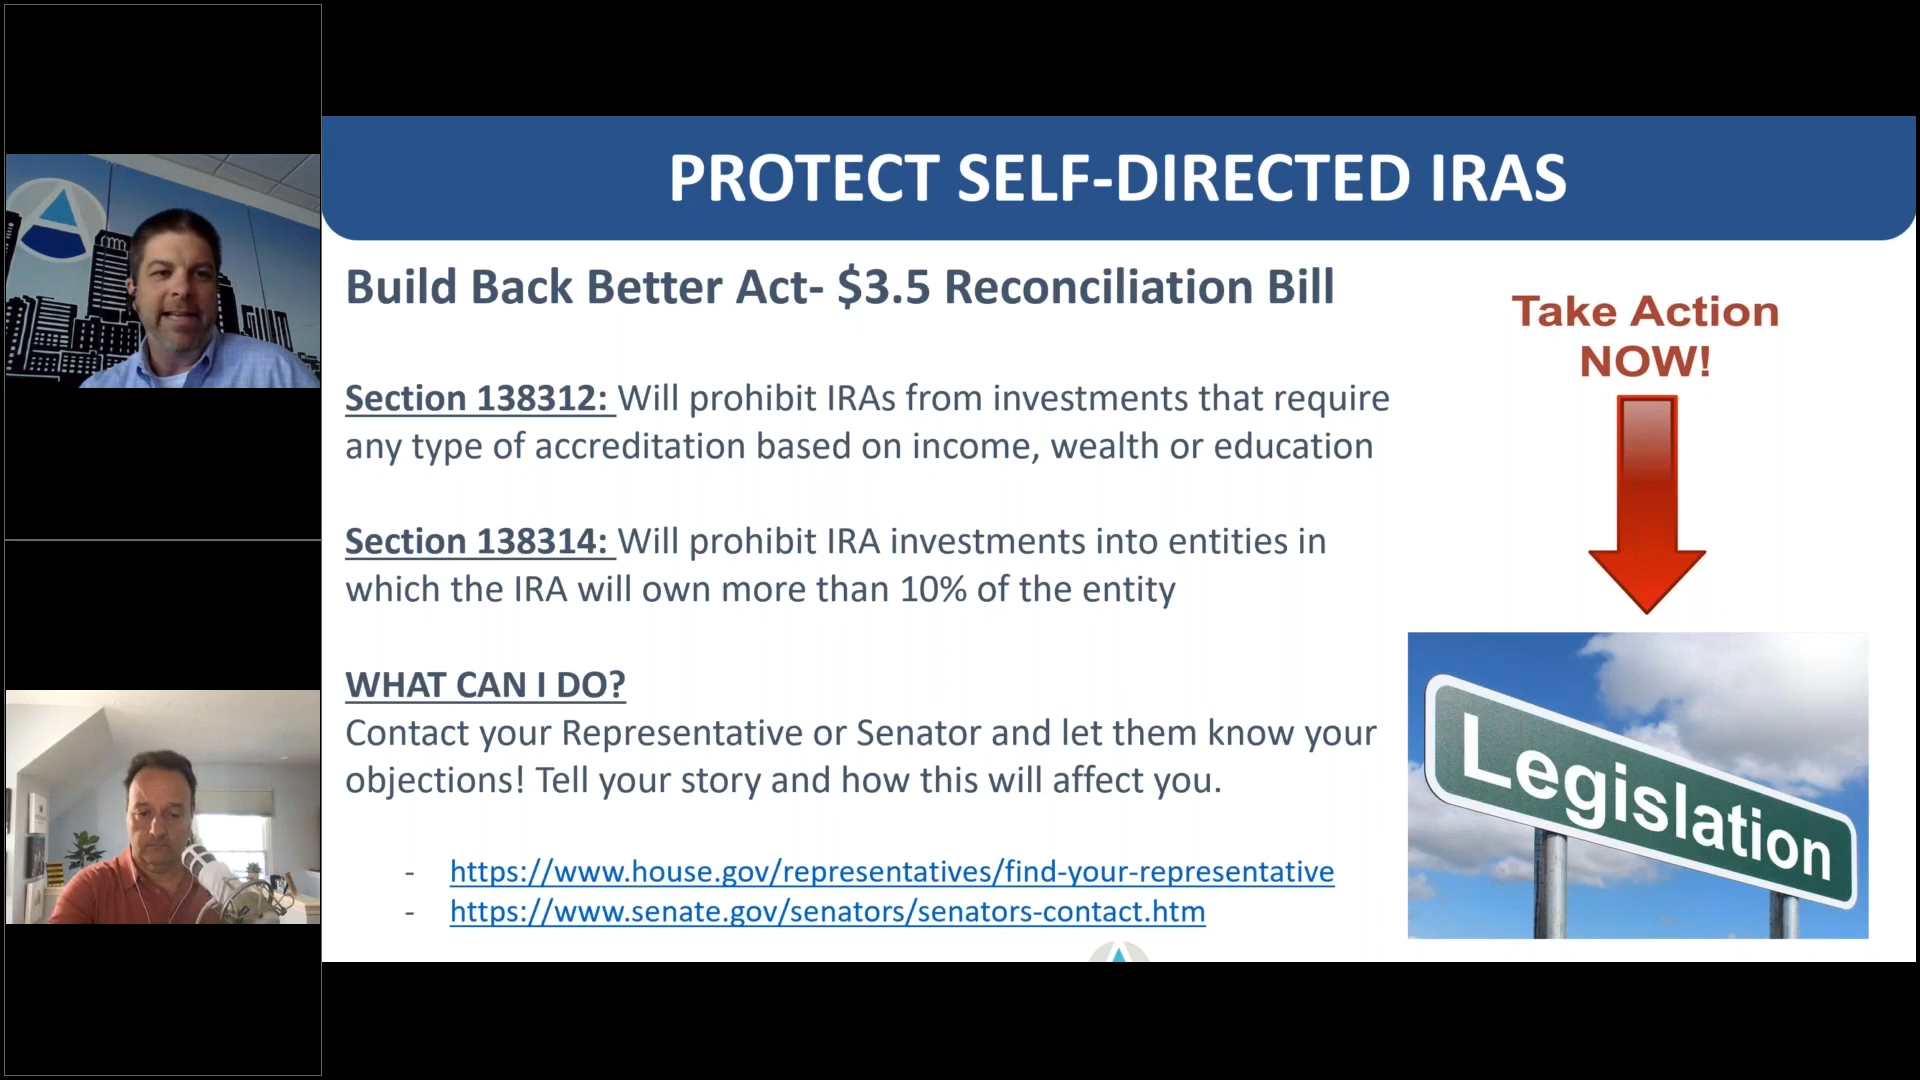 PROTECT SELF-DIRECTED IRAS
Build Back Better Act- $3.5 Reconciliation Bill
Section 138312: Will prohibit IRAs from investments that require
any type of accreditation based on income, wealth or education
Section 138314: Will prohibit IRA investments into entities in
which the IRA will own more than 10% of the entity
WHAT CAN I DO?
Contact your Representative or Senator and let them know your
objections! Tell your story and how this will affect you.
- https://www.house.gov/representatives/find-your-representative
- https://www.senate.gov/senators/senators-contact.htm
Take Action
NOW!
Legislation